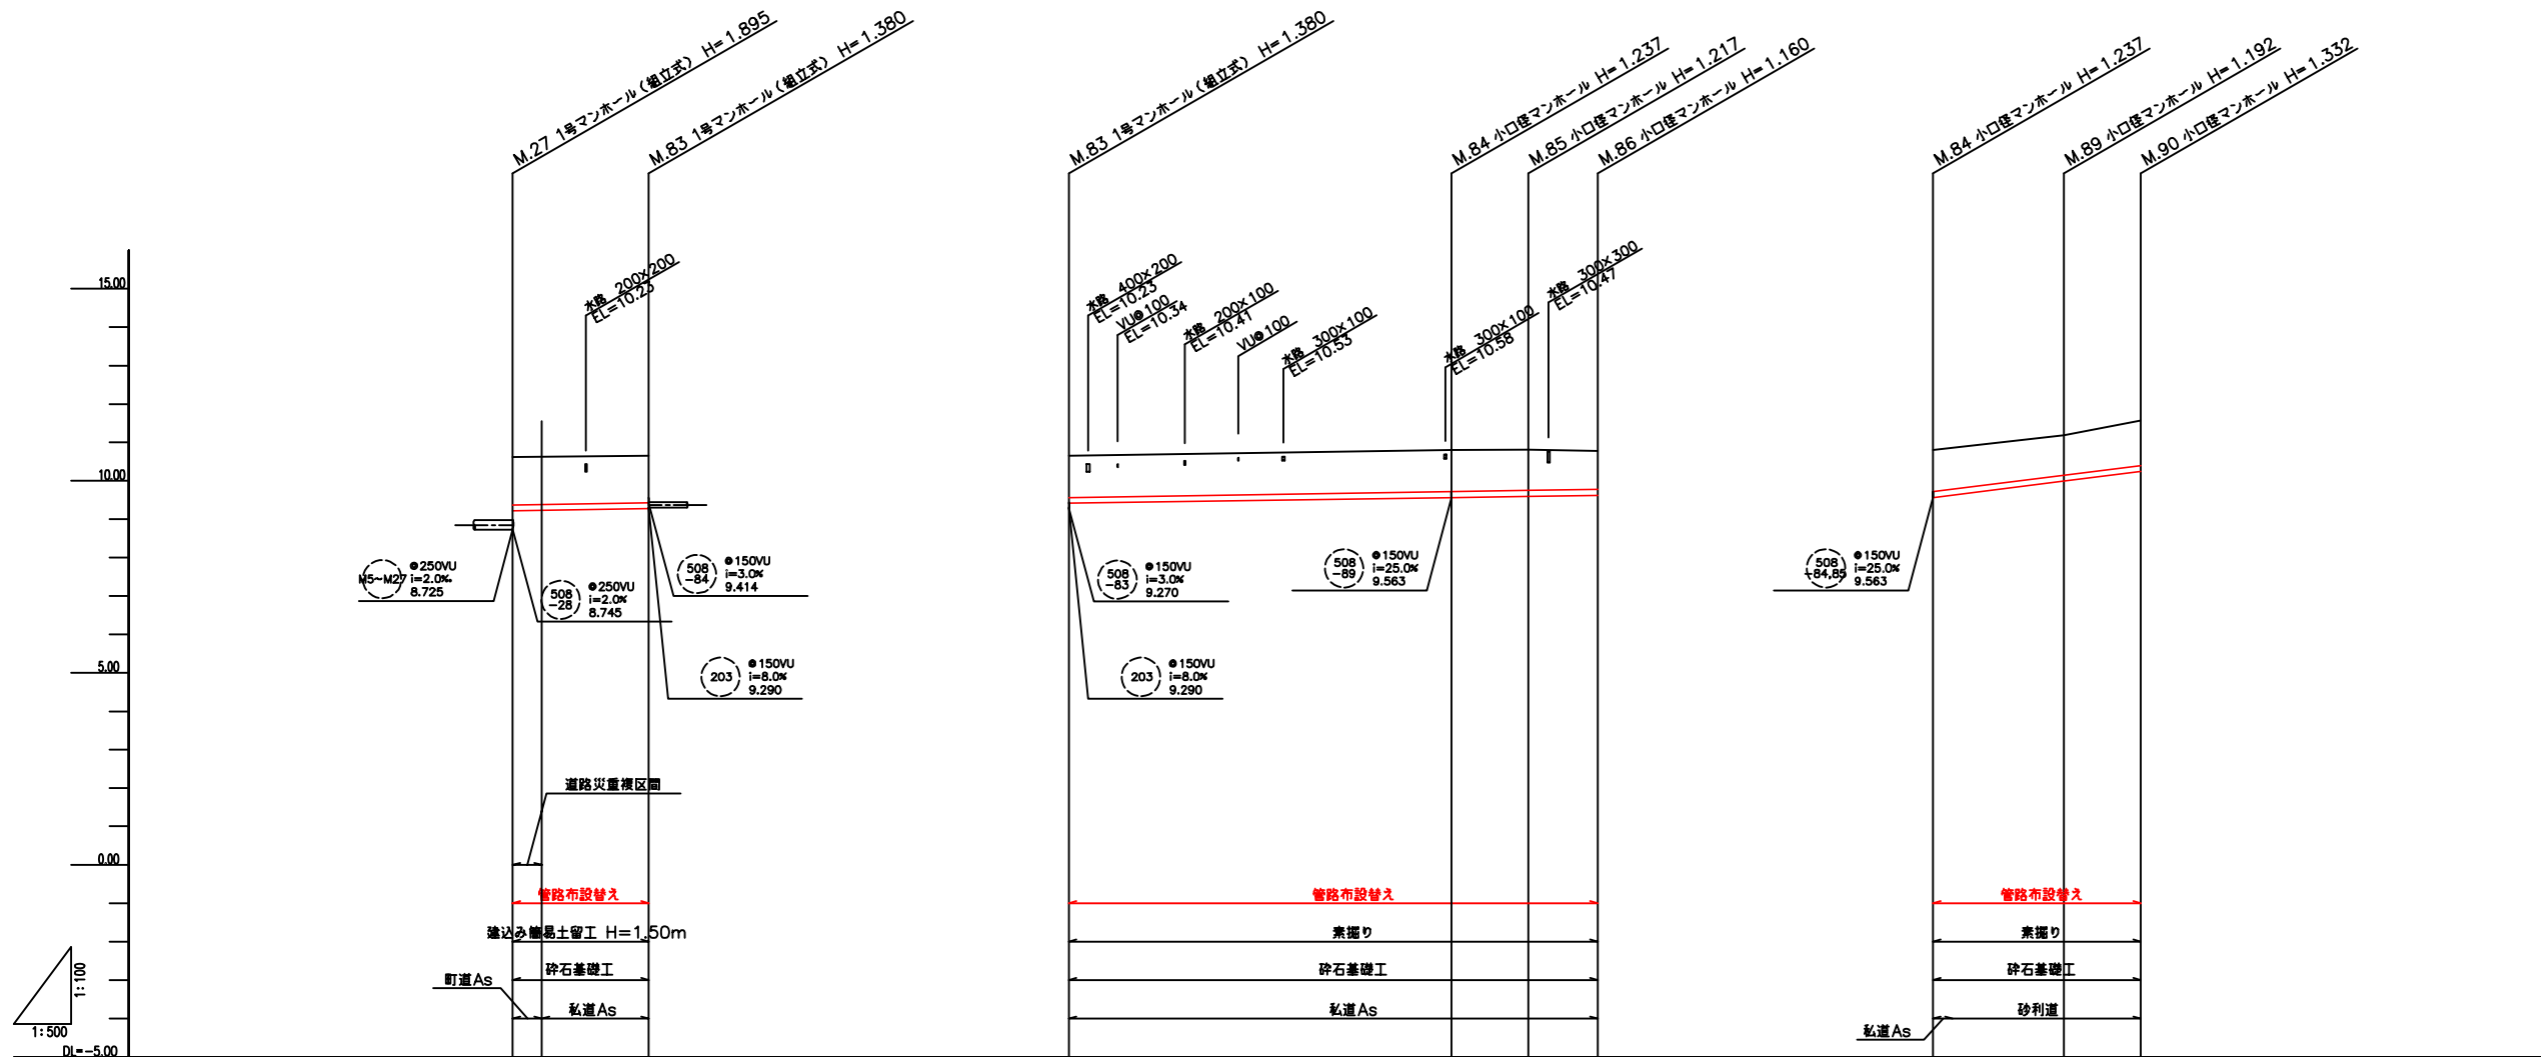 M.27 1号マンホール（組立式） H=1.895
M.83 1号マンホール（組立式） H=1.380
M.83 1号マンホール（組立式） H=1.380
M.84 小口径マンホール H=1.237
M.85 小口径マンホール H=1.217
M.86 小口径マンホール H=1.160
M.84 小口径マンホール H=1.237
M.89 小口径マンホール H=1.192
M.90 小口径マンホール H=1.332
水路 200×200
EL=10.23
水路 400×200
EL=10.23
VU⌀100
EL=10.34
水路 200×100
EL=10.41
VU⌀100
水路 300×100
EL=10.53
水路 300×100
EL=10.58
水路 300×300
EL=10.47
15.00
10.00
5.00
0.00
DL=-5.00
M5~M27
⌀250VU
i=2.0‰
8.725
508
-28
⌀250VU
i=2.0‰
8.745
508
-84
⌀150VU
i=3.0‰
9.414
203
⌀150VU
i=8.0‰
9.290
508
-83
⌀150VU
i=3.0‰
9.270
203
⌀150VU
i=8.0‰
9.290
508
-89
⌀150VU
i=25.0‰
9.563
508
-84,85
⌀150VU
i=25.0‰
9.563
道路災重複区間
管路布設替え
建込み簡易土留工 H=1.50m
砕石基礎工
町道As
私道As
管路布設替え
素掘り
砕石基礎工
私道As
管路布設替え
素掘り
砕石基礎工
砂利道
私道As
1:100
1:500